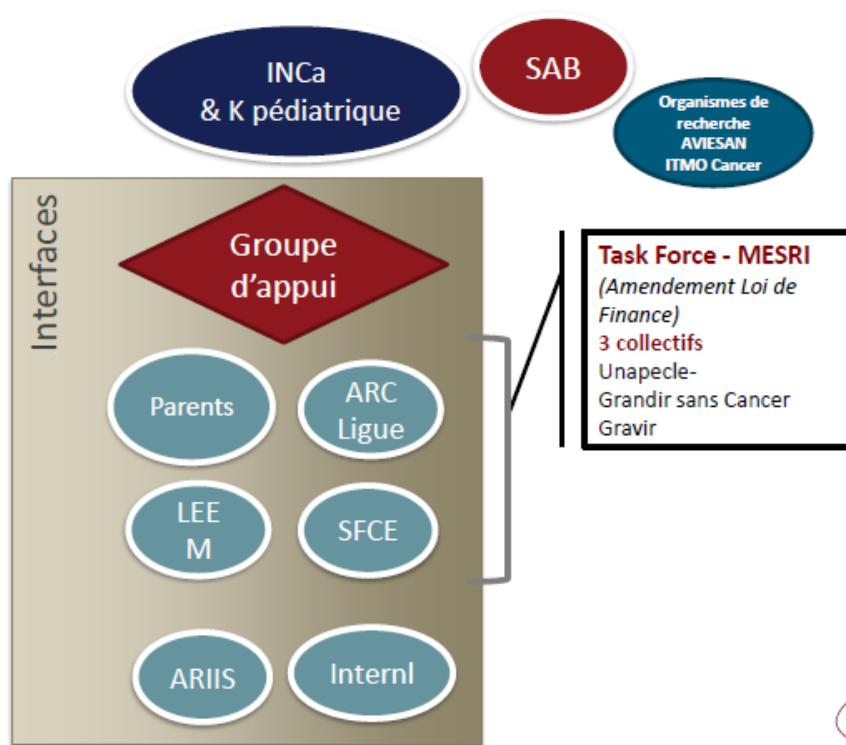 INCa
& K pédiatrique
SAB
Organismes de
recherche
AVIESAN
ITMO Cancer
Interfaces
Groupe
d'appui
Parents
ARC
Ligue
LEE
M
SFCE
ARIIS
Internl
Task Force - MESRI
(Amendement Loi de
Finance)
3 collectifs
Unapecle-
Grandir sans Cancer
Gravir